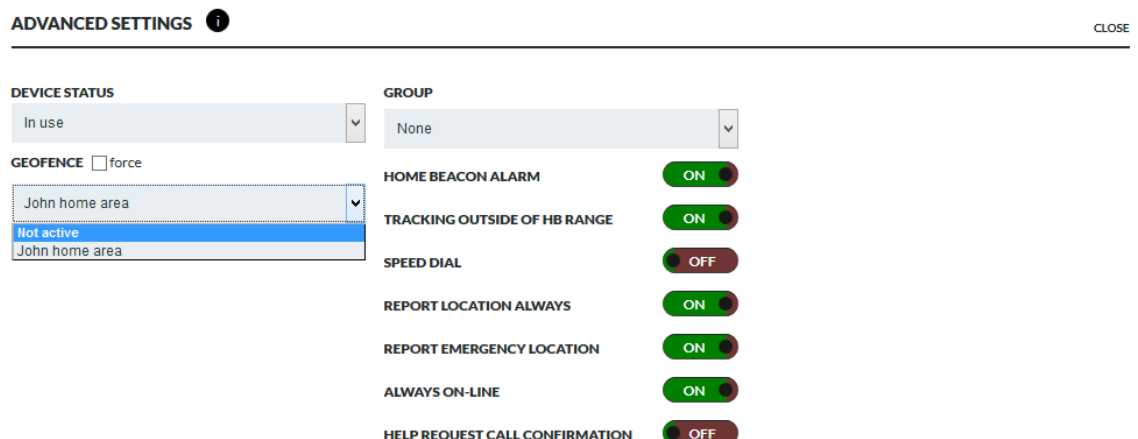 ADVANCED SETTINGS i
CLOSE
DEVICE STATUS
In use
GEOFENCE force
John home area
Not active
John home area
GROUP
None
HOME BEACON ALARM ON
TRACKING OUTSIDE OF HB RANGE ON
SPEED DIAL OFF
REPORT LOCATION ALWAYS ON
REPORT EMERGENCY LOCATION ON
ALWAYS ON-LINE ON
HELP REQUEST CALL CONFIRMATION OFF